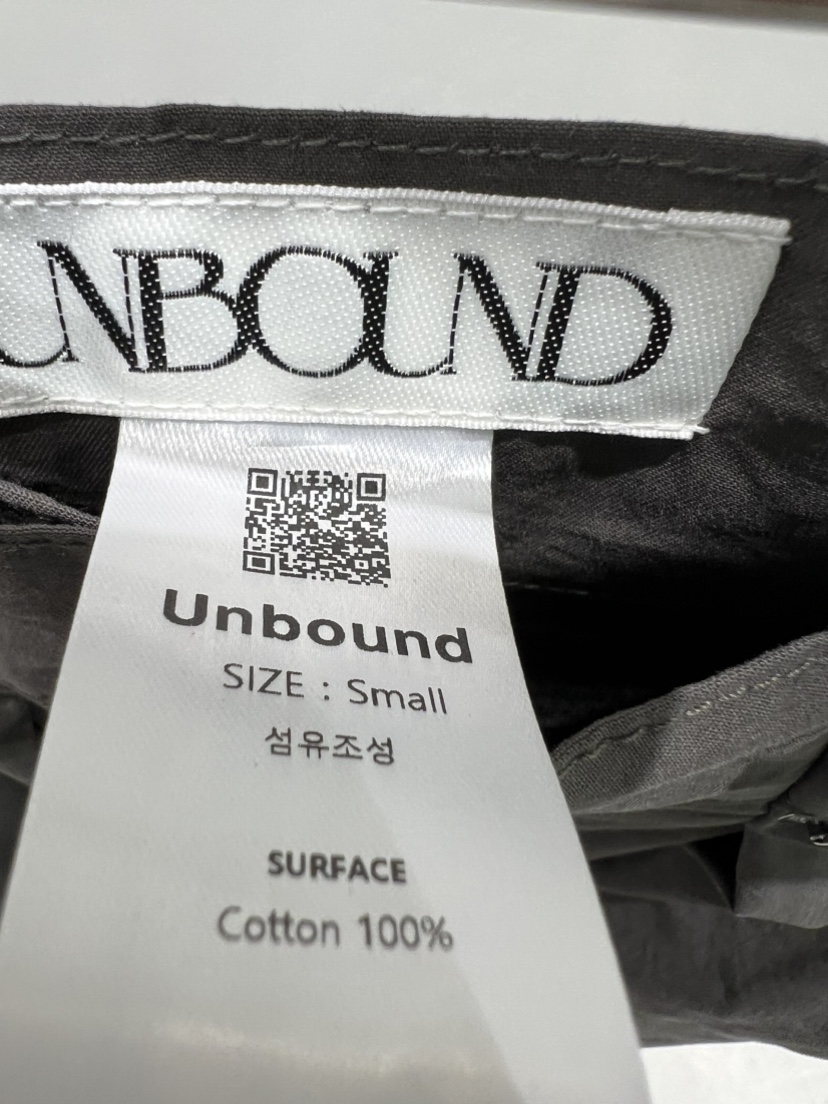 UNBOUND
Unbound
SIZE : Small
섬유조성
SURFACE
Cotton 100%